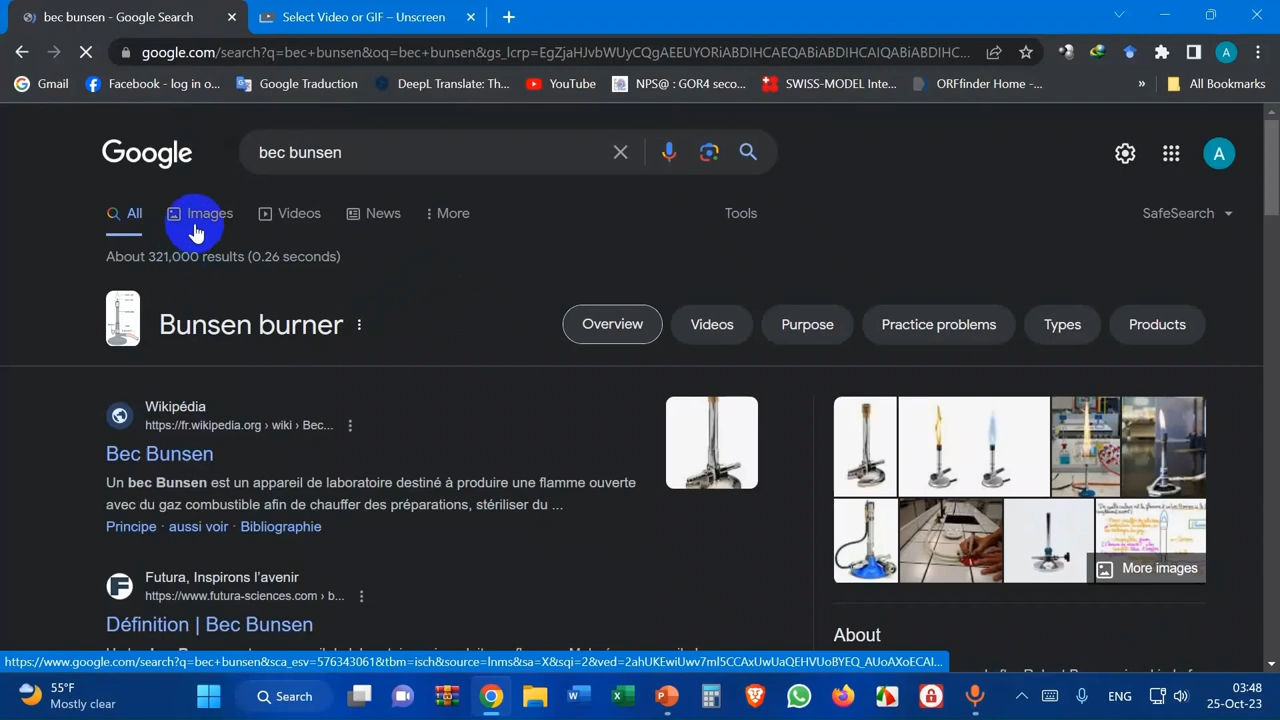 bec bunsen - Google Search
Select Video or GIF – Unscreen
google.com/search?q=bec+bunsen&oq=bec+bunsen&gs_lcrp=EgZjaHJvbWUyCQgAEEUYORiABDIHCAEQABiABDIHCAIQABiABDIHC...
A
Gmail
Facebook - log in o...
Google Traduction
DeepL Translate: Th...
YouTube
NPS@ : GOR4 seco...
SWISS-MODEL Inte...
ORFfinder Home -...
»
All Bookmarks
Google
bec bunsen
A
All
Images
Videos
News
More
Tools
SafeSearch
About 321,000 results (0.26 seconds)
Bunsen burner
Overview
Videos
Purpose
Practice problems
Types
Products
Wikipédia
https://fr.wikipedia.org › wiki › Bec...
Bec Bunsen
Un bec Bunsen est un appareil de laboratoire destiné à produire une flamme ouverte
avec du gaz combustible afin de chauffer des préparations, stériliser du ...
Principe · aussi voir · Bibliographie
More images
Futura, Inspirons l'avenir
https://www.futura-sciences.com › b...
Définition | Bec Bunsen
About
https://www.google.com/search?q=bec+bunsen&sca_esv=576343061&tbm=isch&source=lnms&sa=X&sqi=2&ved=2ahUKEwiUwv7ml5CCAxUwUaQEHVUoBYEQ_AUoAXoECAI...
55°F
Mostly clear
Search
ENG
03:48
25-Oct-23